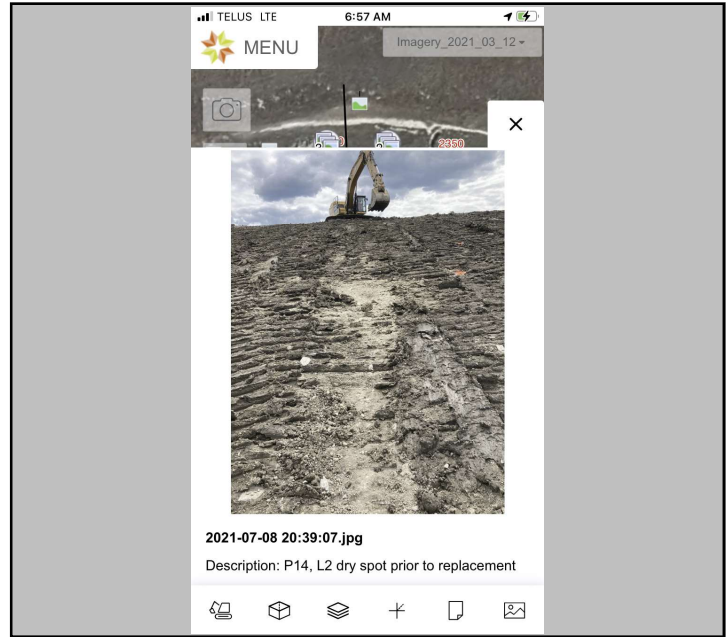 TELUS LTE 6:57 AM
MENU
Imagery_2021_03_12
2350
2021-07-08 20:39:07.jpg
Description: P14, L2 dry spot prior to replacement